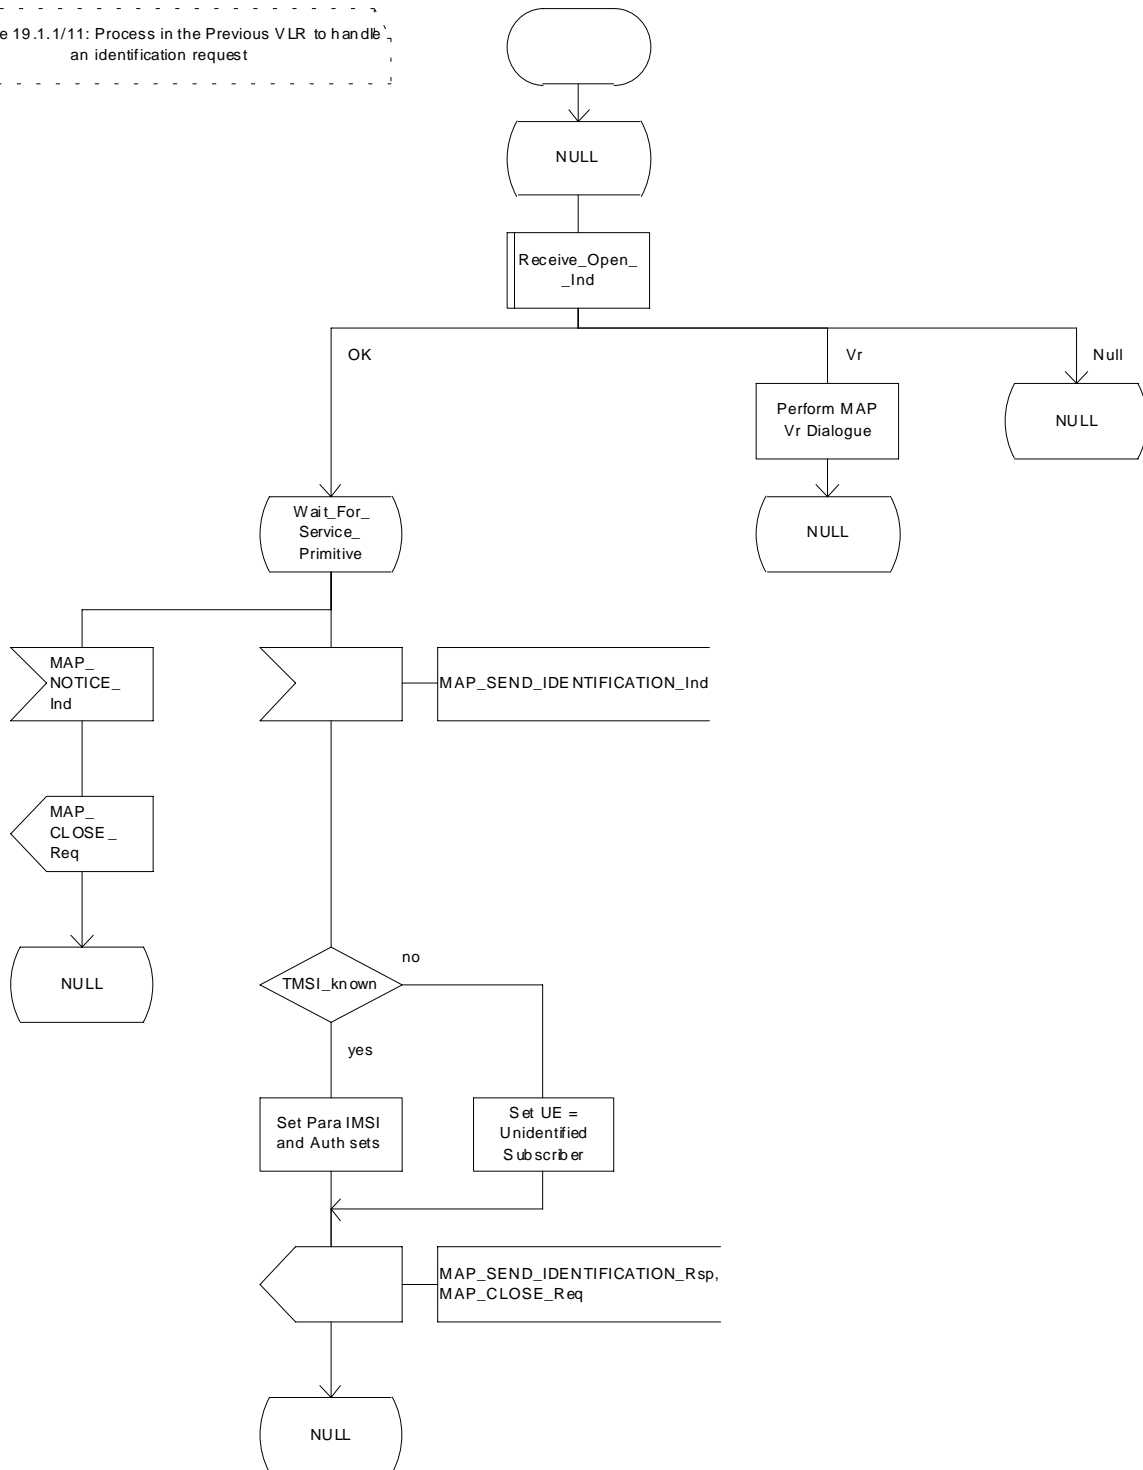 e 19.1.1/11: Process in the Previous VLR to handle`
an identification request
NULL
Receive_Open_
_Ind
OK
Vr
Null
Perform MAP
Vr Dialogue
NULL
Wait_For_
Service_
Primitive
NULL
MAP_
NOTICE_
Ind
MAP_SEND_IDENTIFICATION_Ind
MAP_
CLOSE_
Req
no
NULL
TMSI_known
yes
Set Para IMSI
and Auth sets
Set UE =
Unidentified
Subscriber
MAP_SEND_IDENTIFICATION_Rsp,
MAP_CLOSE_Req
NULL